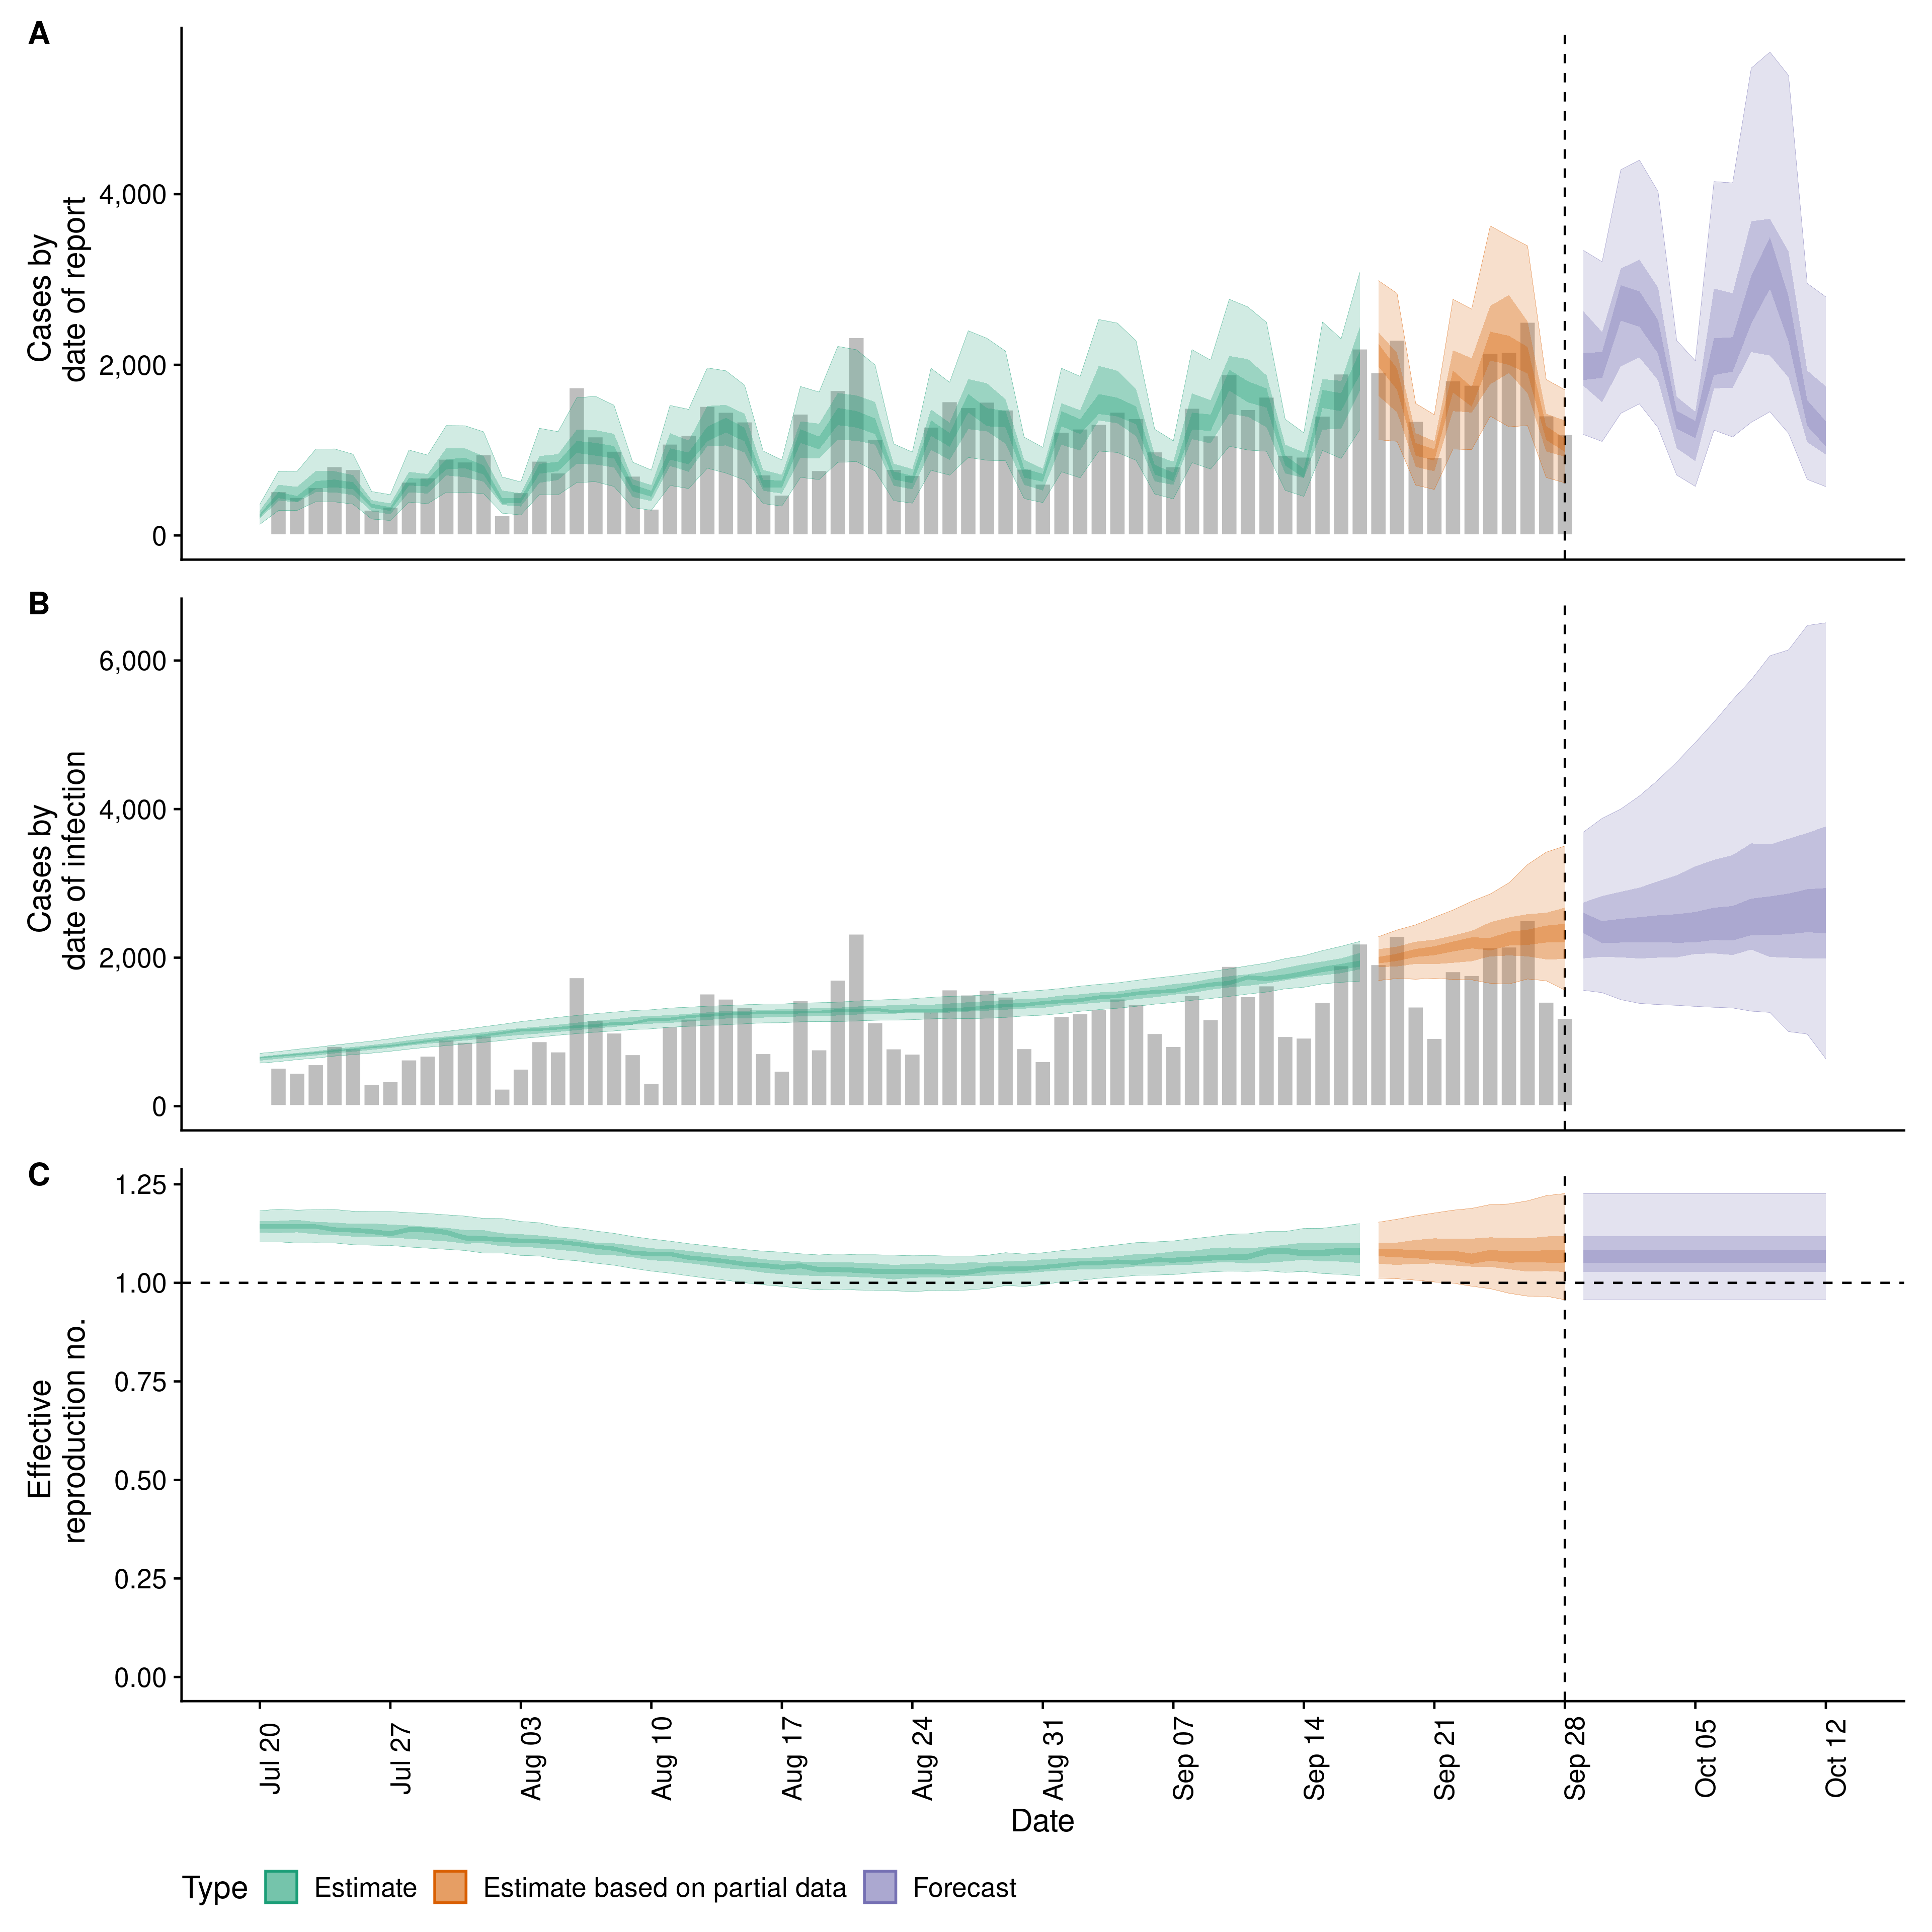 A
Cases by
date of report
4,000
2,000
0
B
Cases by
date of infection
6,000
4,000
2,000
0
C
Effective
reproduction no.
1.25
1.00
0.75
0.50
0.25
0.00
Jul 20
Jul 27
Aug 03
Aug 10
Aug 17
Aug 24
Aug 31
Sep 07
Sep 14
Sep 21
Sep 28
Oct 05
Oct 12
Date
Type Estimate Estimate based on partial data Forecast